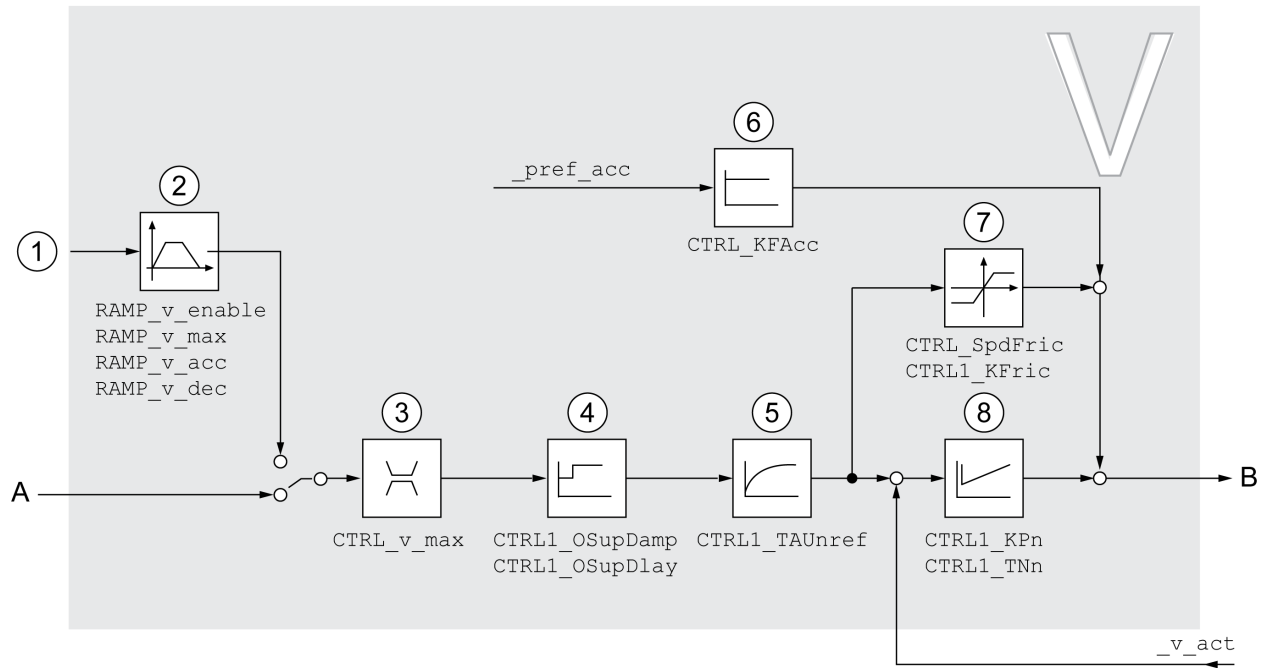 V
6
_pref_acc
CTRL_KFAcc
2
1
RAMP_v_enable
RAMP_v_max
RAMP_v_acc
RAMP_v_dec
7
CTRL_SpdFric
CTRL1_KFric
3
4
5
8
A
B
CTRL_v_max
CTRL1_OSupDamp
CTRL1_OSupDlay
CTRL1_TAUnref
CTRL1_KPn
CTRL1_TNn
_v_act